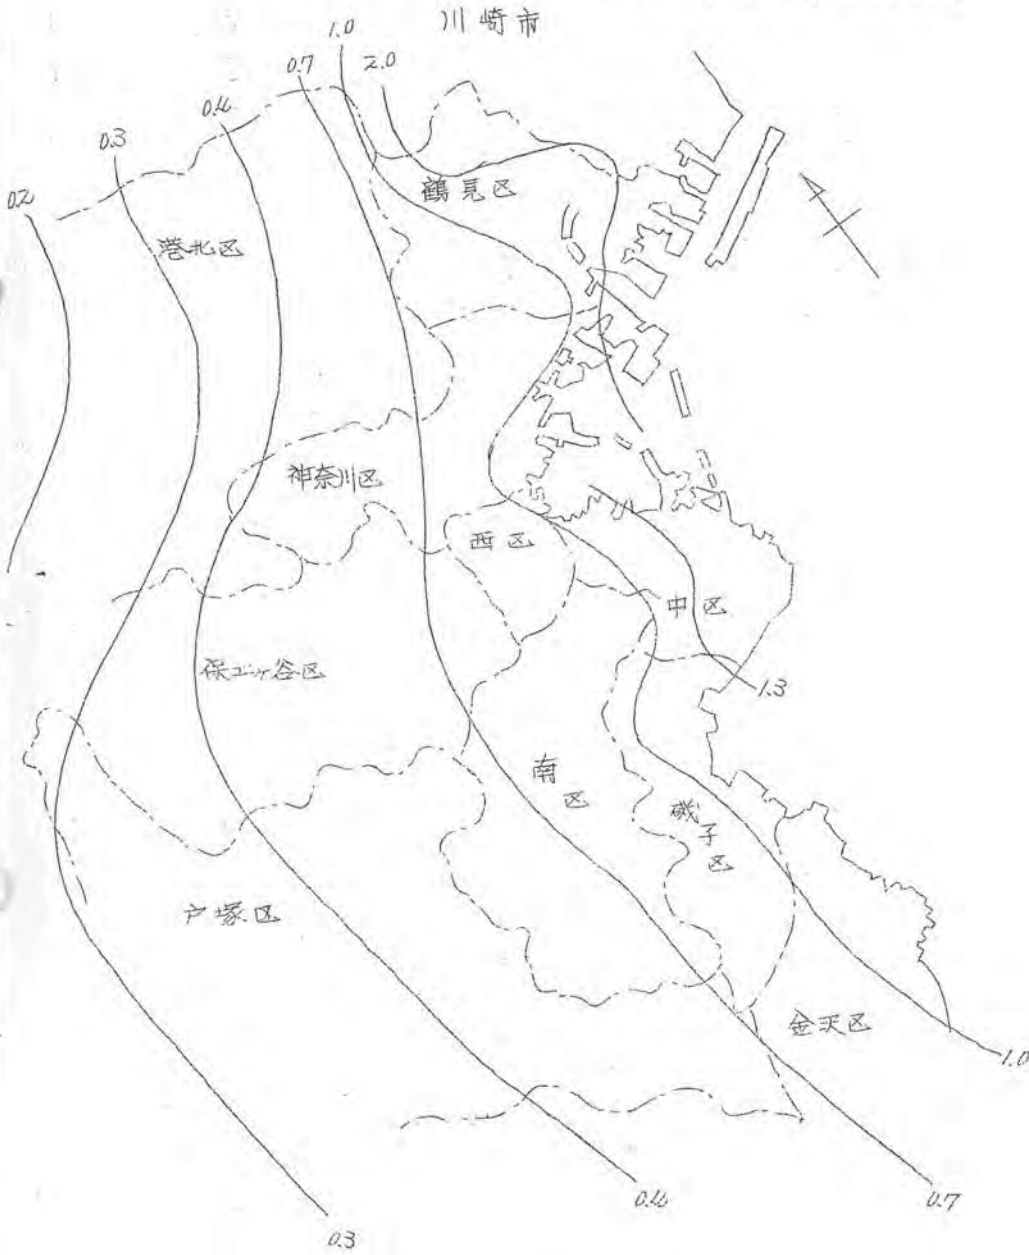 川崎市
1.0
2.0
0.7
0.4
0.3
0.2
鶴見区
港北区
神奈川区
西区
中区
保土ヶ谷区
1.3
南区
磯子区
戸塚区
金沢区
1.0
0.4
0.7
0.3